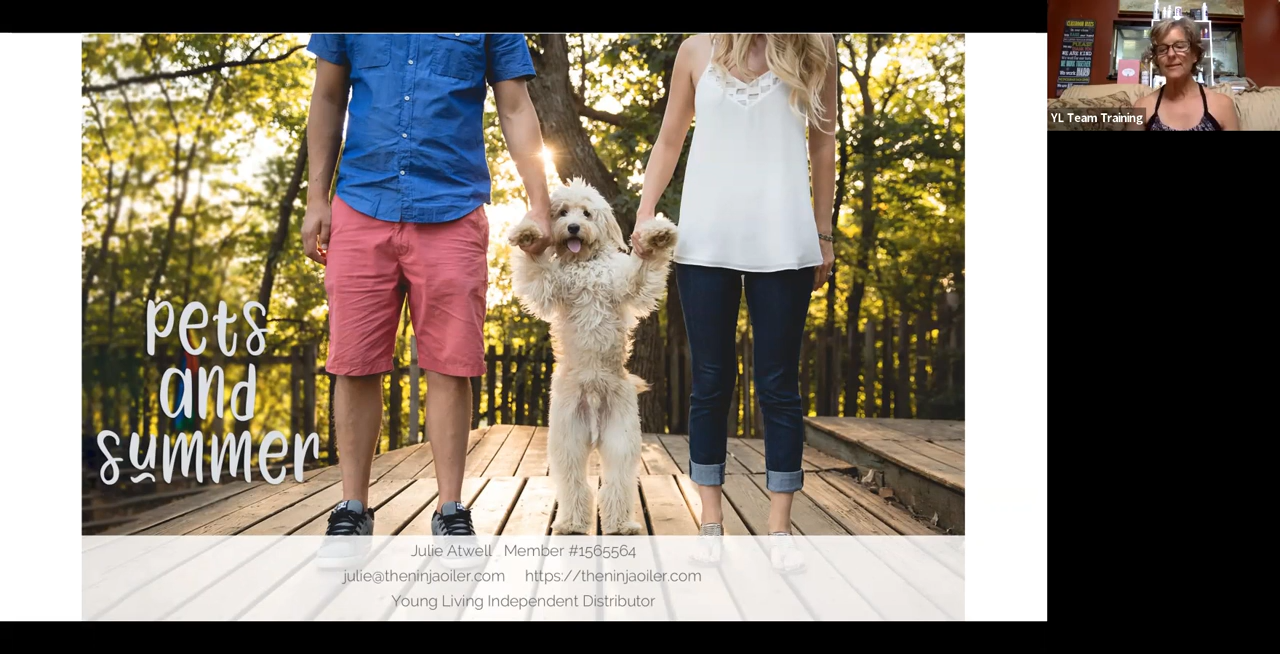 pets
and
summer
Julie Atwell Member #1565564
julie@theninjaoiler.com https://theninjaoiler.com
Young Living Independent Distributor
YL Team Training